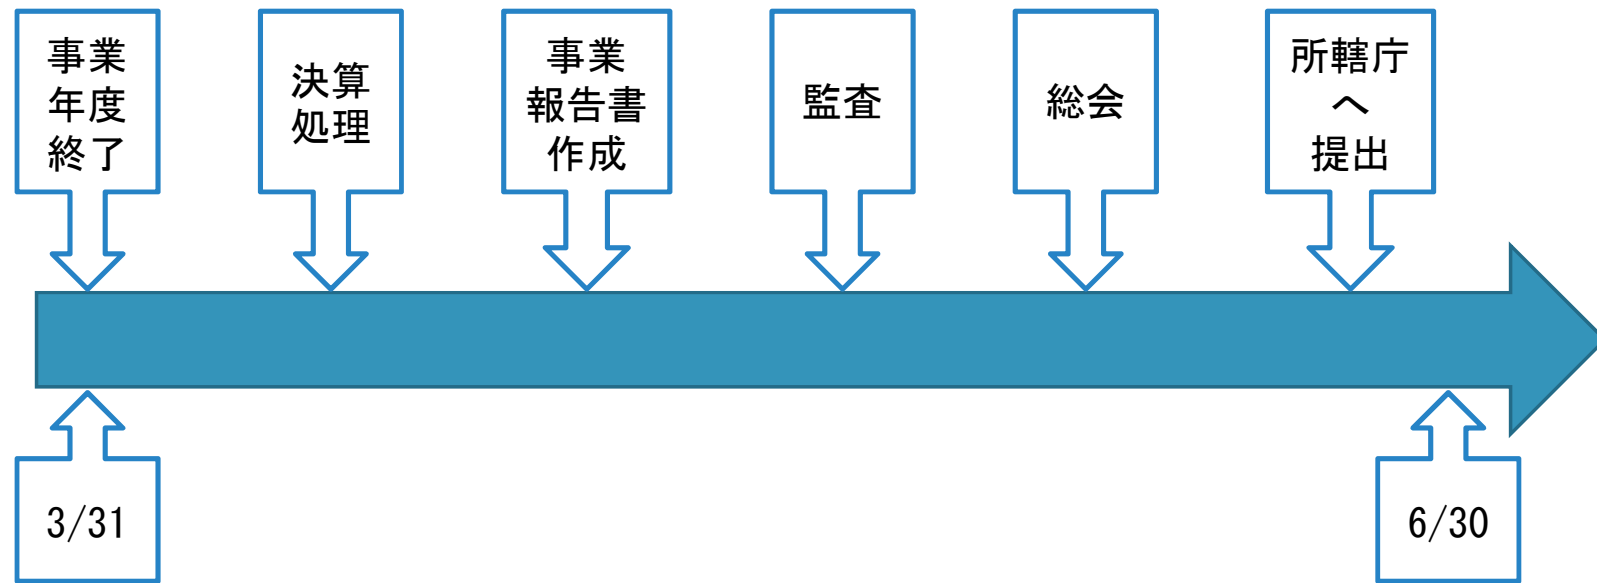 事業
年度
終了
決算
処理
事業
報告書
作成
監査
総会
所轄庁
へ
提出
3/31
6/30